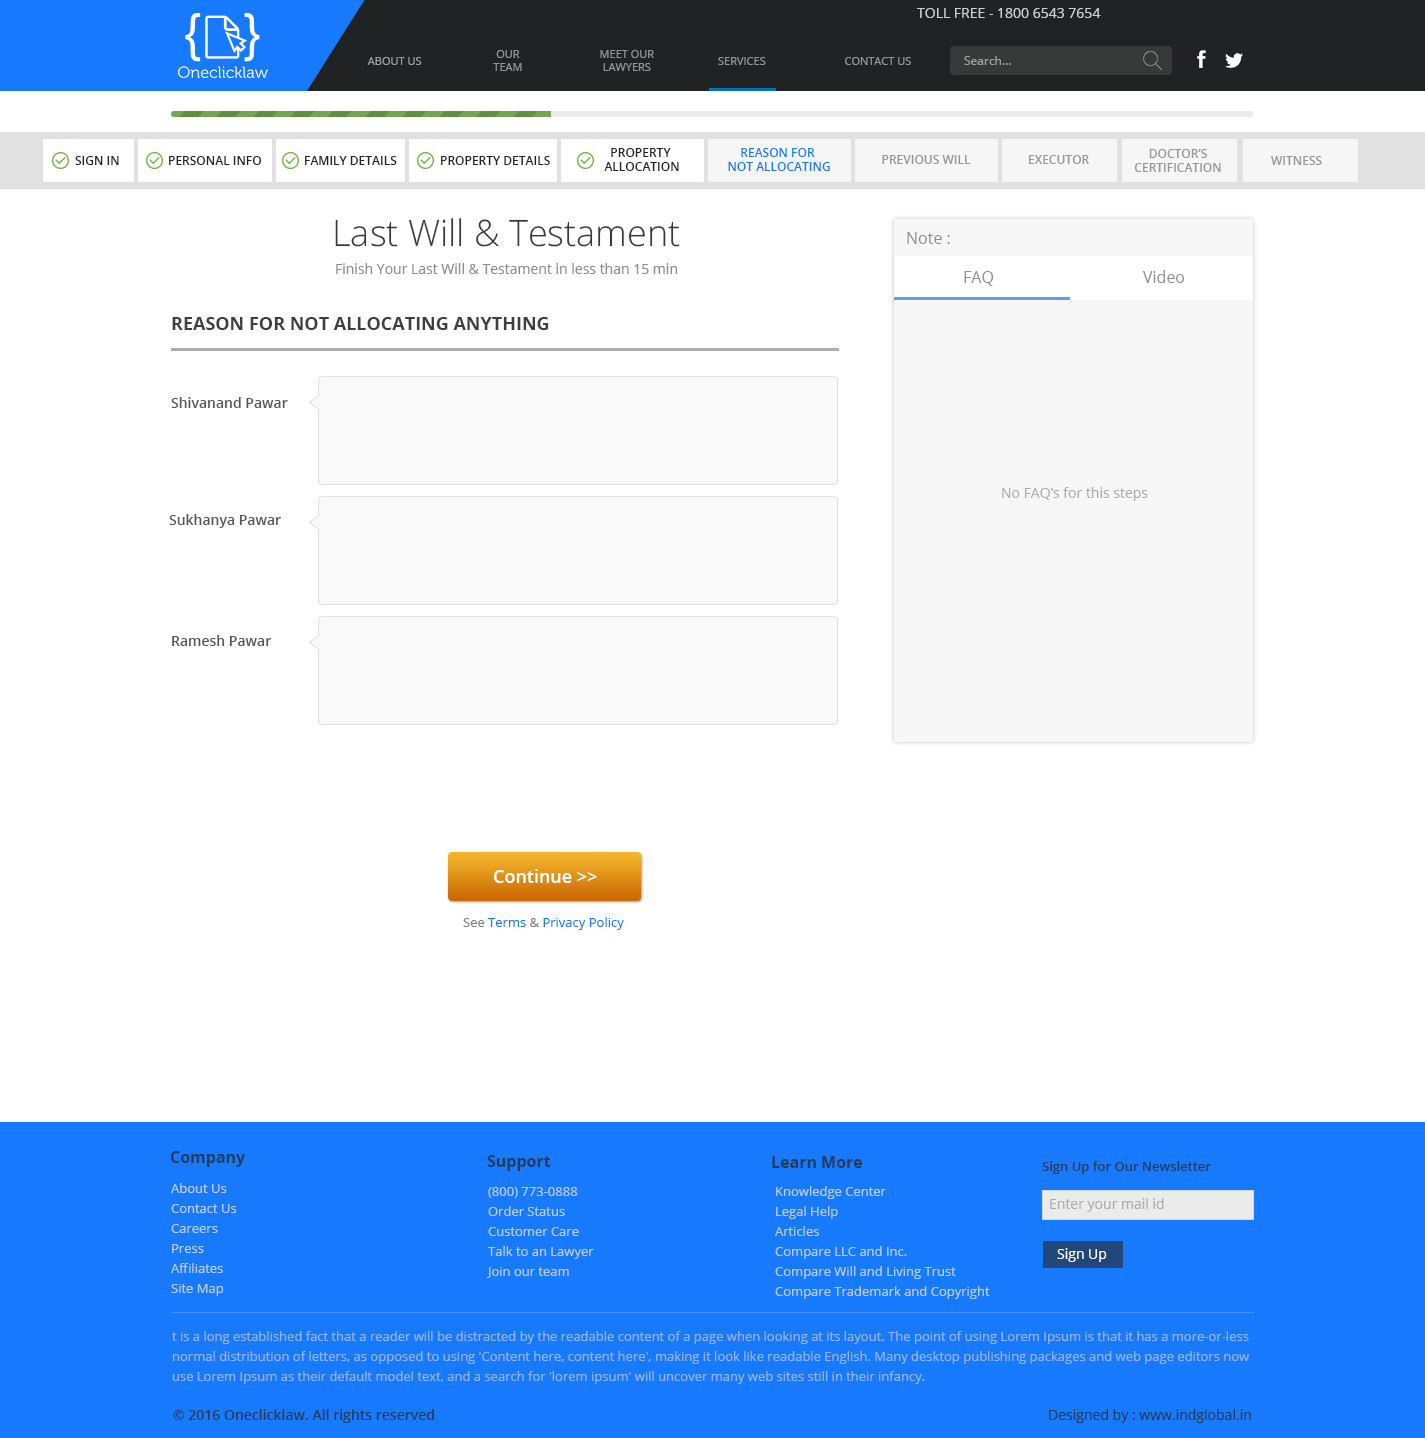 TOLL FREE - 1800 6543 7654
Oneclicklaw
ABOUT US
OUR
TEAM
MEET OUR
LAWYERS
SERVICES
CONTACT US
Search...
SIGN IN
PERSONAL INFO
FAMILY DETAILS
PROPERTY DETAILS
PROPERTY
ALLOCATION
REASON FOR
NOT ALLOCATING
PREVIOUS WILL
EXECUTOR
DOCTOR'S
CERTIFICATION
WITNESS
Last Will & Testament
Finish Your Last Will & Testament in less than 15 min
REASON FOR NOT ALLOCATING ANYTHING
Shivanand Pawar
Sukhanya Pawar
Ramesh Pawar
Note :
FAQ
Video
No FAQ's for this steps
Continue >>
See Terms & Privacy Policy
Company
About Us
Contact Us
Careers
Press
Affiliates
Site Map
Support
(800) 773-0888
Order Status
Customer Care
Talk to an Lawyer
Join our team
Learn More
Knowledge Center
Legal Help
Articles
Compare LLC and Inc.
Compare Will and Living Trust
Compare Trademark and Copyright
Sign Up for Our Newsletter
Enter your mail id
Sign Up
t is a long established fact that a reader will be distracted by the readable content of a page when looking at its layout. The point of using Lorem Ipsum is that it has a more-or-less
normal distribution of letters, as opposed to using 'Content here, content here', making it look like readable English. Many desktop publishing packages and web page editors now
use Lorem Ipsum as their default model text, and a search for 'lorem ipsum' will uncover many web sites still in their infancy.
© 2016 Oneclicklaw. All rights reserved
Designed by : www.indglobal.in